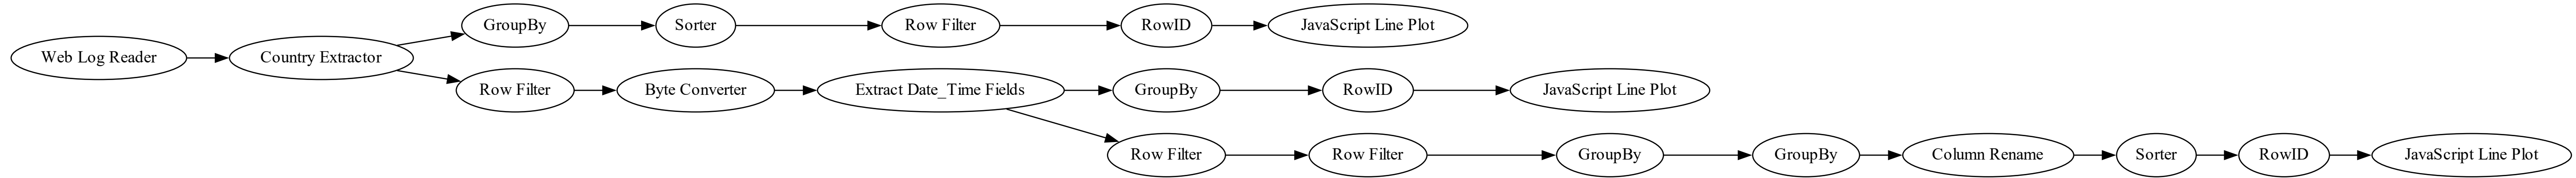 GroupBy
Sorter
Row Filter
RowID
JavaScript Line Plot
Web Log Reader
Country Extractor
Row Filter
Byte Converter
Extract Date_Time Fields
GroupBy
RowID
JavaScript Line Plot
Row Filter
Row Filter
GroupBy
GroupBy
Column Rename
Sorter
RowID
JavaScript Line Plot